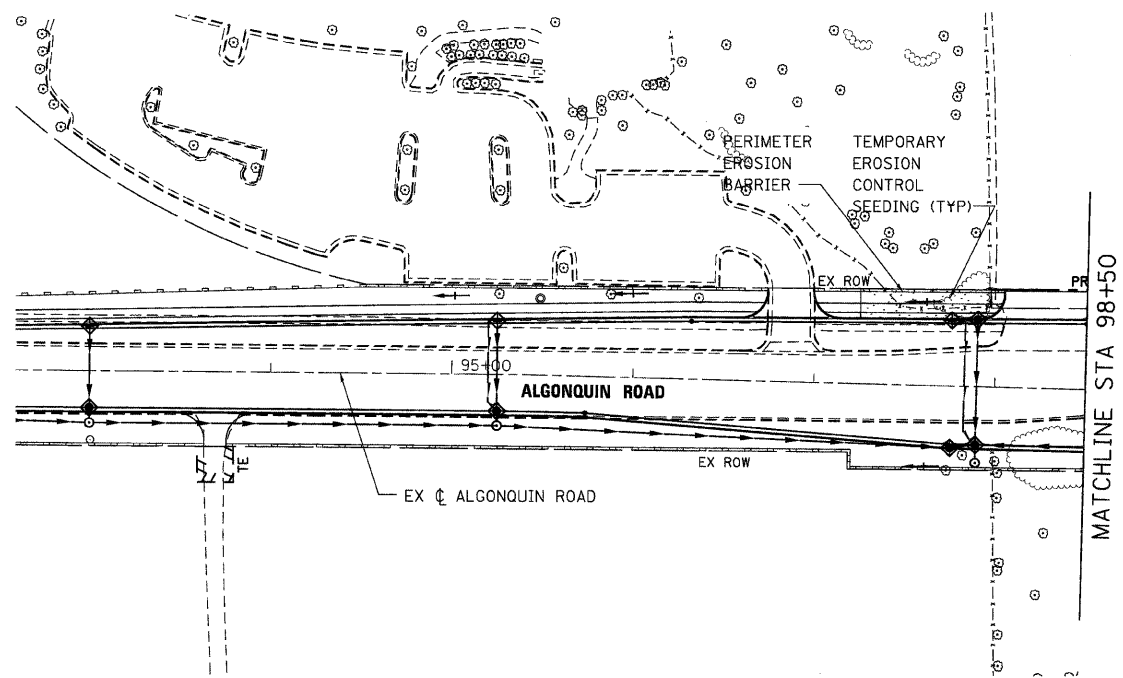 PERIMETER
EROSION
BARRIER
TEMPORARY
EROSION
CONTROL
SEEDING (TYP)
EX ROW
PR
95+00
ALGONQUIN ROAD
TE
EX ROW
EX ℄ ALGONQUIN ROAD
MATCHLINE STA 98+50